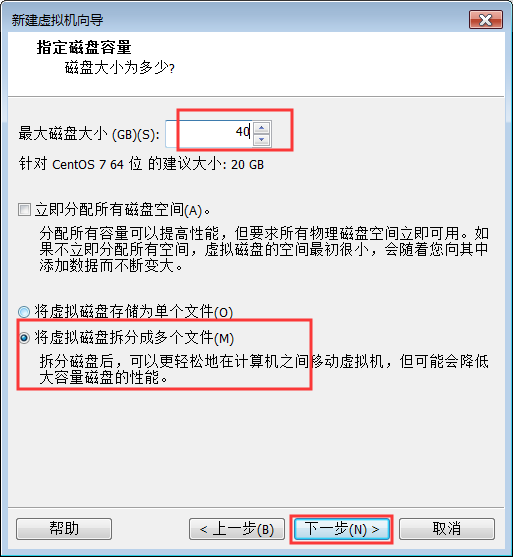 新建虚拟机向导
指定磁盘容量
磁盘大小为多少?
最大磁盘大小 (GB)(S): 40
针对 CentOS 7 64 位 的建议大小: 20 GB
立即分配所有磁盘空间(A)。
分配所有容量可以提高性能，但要求所有物理磁盘空间立即可用。如
果不立即分配所有空间，虚拟磁盘的空间最初很小，会随着您向其中
添加数据而不断变大。
将虚拟磁盘存储为单个文件(O)
将虚拟磁盘拆分成多个文件(M)
拆分磁盘后，可以更轻松地在计算机之间移动虚拟机，但可能会降低
大容量磁盘的性能。
帮助 < 上一步(B) 下一步(N) > 取消